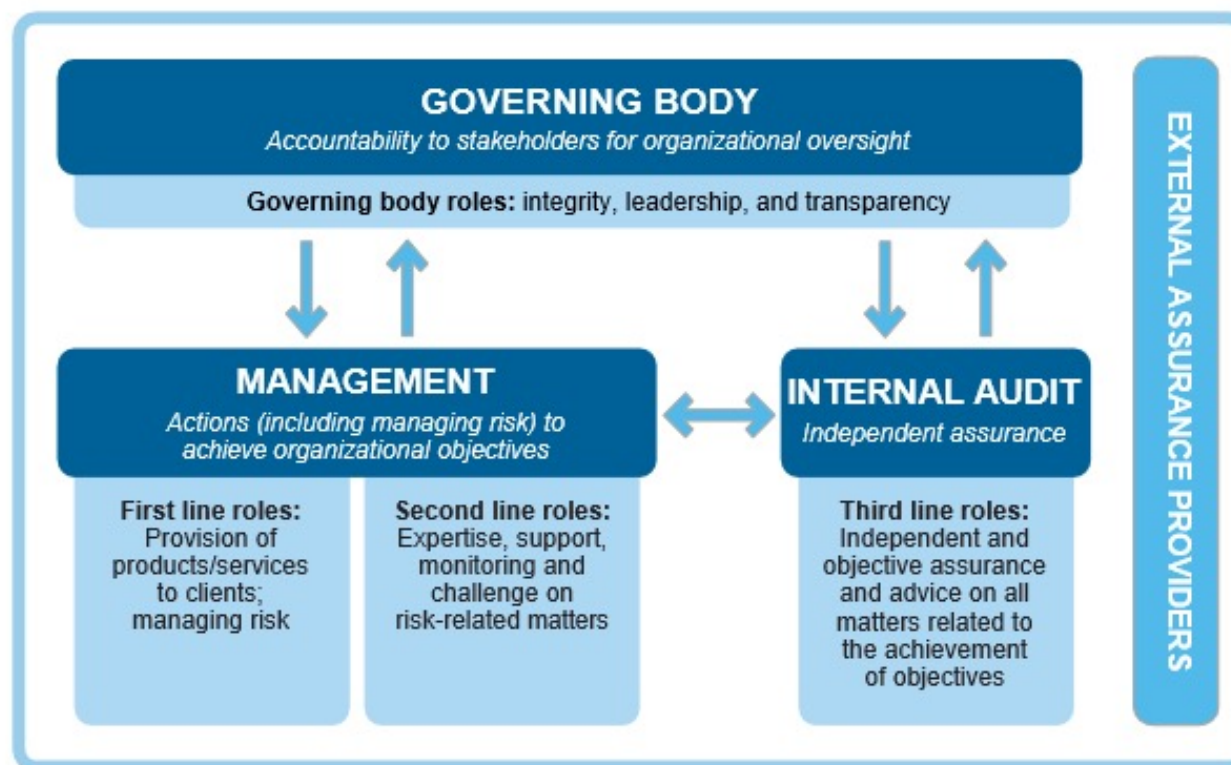 GOVERNING BODY
Accountability to stakeholders for organizational oversight
Governing body roles: integrity, leadership, and transparency
MANAGEMENT
Actions (including managing risk) to
achieve organizational objectives
First line roles:
Provision of
products/services
to clients;
managing risk
Second line roles:
Expertise, support,
monitoring and
challenge on
risk-related matters
INTERNAL AUDIT
Independent assurance
Third line roles:
Independent and
objective assurance
and advice on all
matters related to
the achievement
of objectives
EXTERNAL ASSURANCE PROVIDERS